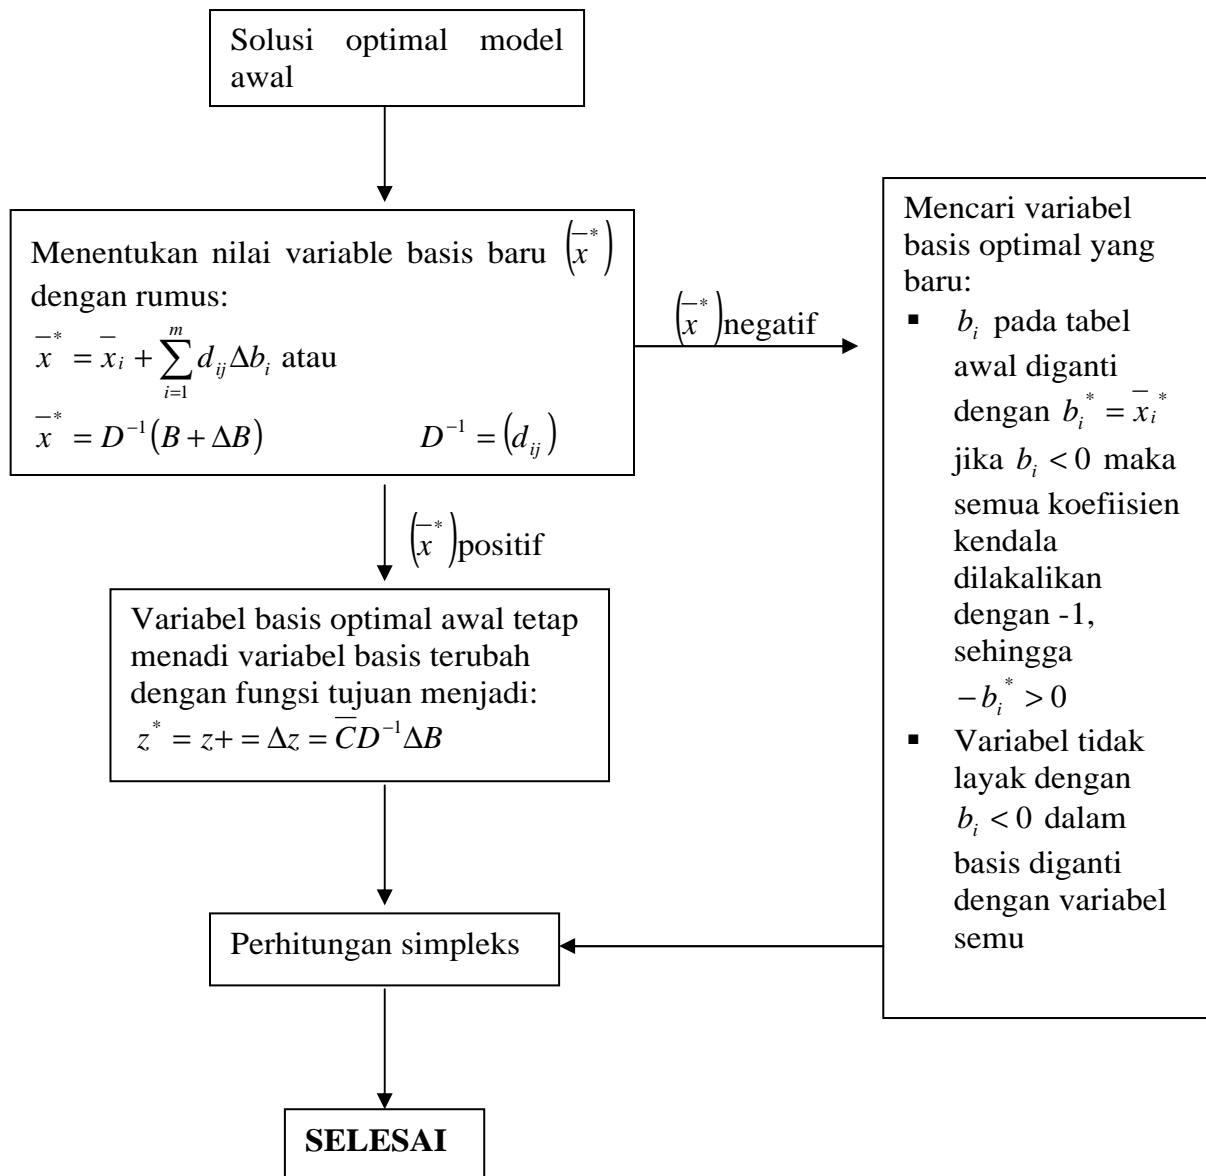 Solusi optimal model
awal
Menentukan nilai variable basis baru (x̄*)
dengan rumus:
x̄* = x̄ᵢ + ∑ᵢ₌₁ᵐ dᵢⱼΔbᵢ atau
x̄* = D⁻¹(B + ΔB) D⁻¹ = (dᵢⱼ)
(x̄*)negatif
(x̄*)positif
Variabel basis optimal awal tetap
menadi variabel basis terubah
dengan fungsi tujuan menjadi:
z* = z+ = Δz = C̄D⁻¹ΔB
Mencari variabel
basis optimal yang
baru:
▪ bᵢ pada tabel
awal diganti
dengan bᵢ* = x̄ᵢ*
jika bᵢ < 0 maka
semua koefiisien
kendala
dilakalikan
dengan -1,
sehingga
− bᵢ* > 0
▪ Variabel tidak
layak dengan
bᵢ < 0 dalam
basis diganti
dengan variabel
semu
Perhitungan simpleks
SELESAI